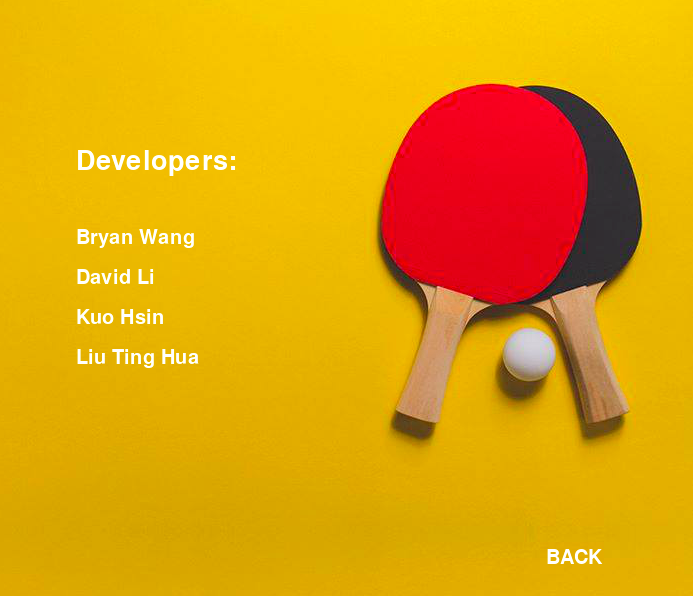 Developers:
Bryan Wang
David Li
Kuo Hsin
Liu Ting Hua
BACK